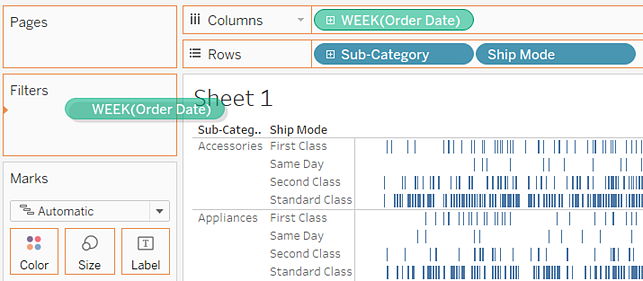 Pages
Columns
WEEK(Order Date)
Rows
Sub-Category
Ship Mode
Filters
WEEK(Order Date)
Sheet 1
Sub-Categ..
Ship Mode
Accessories
First Class
Same Day
Second Class
Standard Class
Appliances
First Class
Same Day
Second Class
Standard Class
Marks
Automatic
Color
Size
T
Label